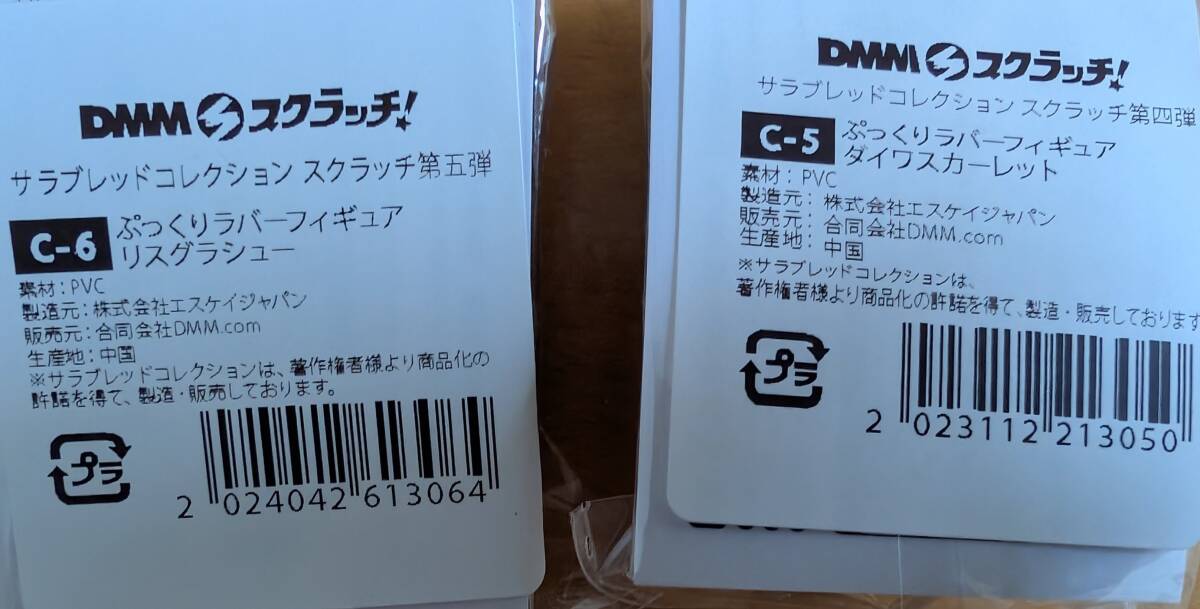 DMMスクラッチ!
サラブレッドコレクション スクラッチ第五弾
C-6 ぷっくりラバーフィギュア
リスグラシュー
素材：PVC
製造元：株式会社エスケイジャパン
販売元：合同会社DMM.com
生産地：中国
※サラブレッドコレクションは、著作権者様より商品化の
許諾を得て、製造・販売しております。
プラ
2 024042 613064
DMMスクラッチ!
サラブレッドコレクション スクラッチ第四弾
C-5 ぷっくりラバーフィギュア
ダイワスカーレット
素材：PVC
製造元：株式会社エスケイジャパン
販売元：合同会社DMM.com
生産地：中国
※サラブレッドコレクションは、
著作権者様より商品化の許諾を得て、製造・販売しております
プラ
2 023112 213050